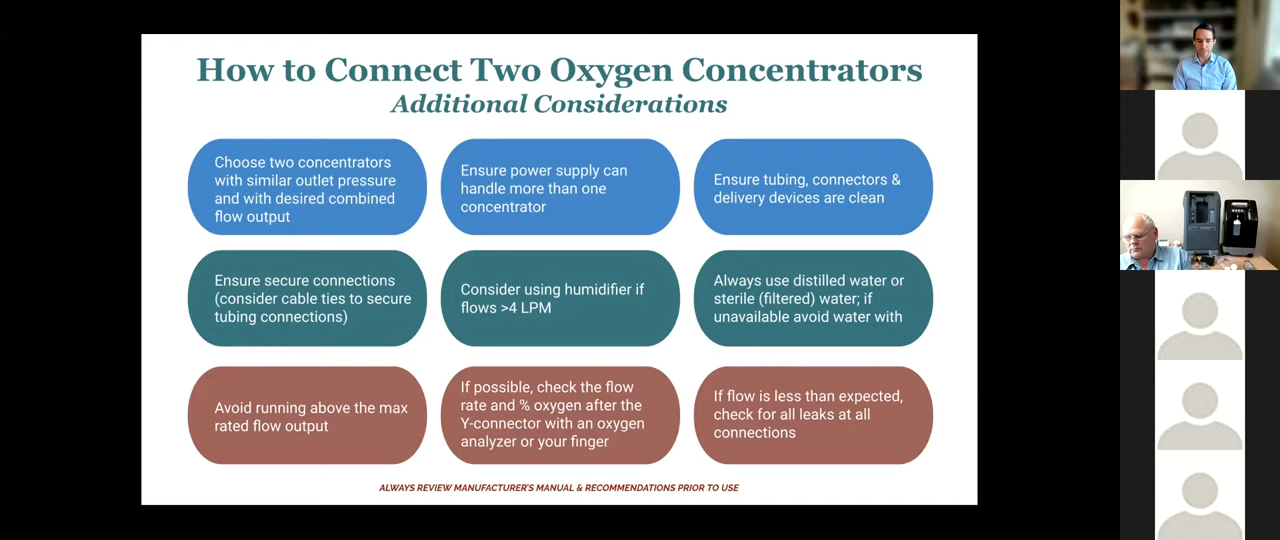 How to Connect Two Oxygen Concentrators
Additional Considerations
Choose two concentrators
with similar outlet pressure
and with desired combined
flow output
Ensure power supply can
handle more than one
concentrator
Ensure tubing, connectors &
delivery devices are clean
Ensure secure connections
(consider cable ties to secure
tubing connections)
Consider using humidifier if
flows >4 LPM
Always use distilled water or
sterile (filtered) water; if
unavailable avoid water with
Avoid running above the max
rated flow output
If possible, check the flow
rate and % oxygen after the
Y-connector with an oxygen
analyzer or your finger
If flow is less than expected,
check for all leaks at all
connections
ALWAYS REVIEW MANUFACTURER'S MANUAL & RECOMMENDATIONS PRIOR TO USE